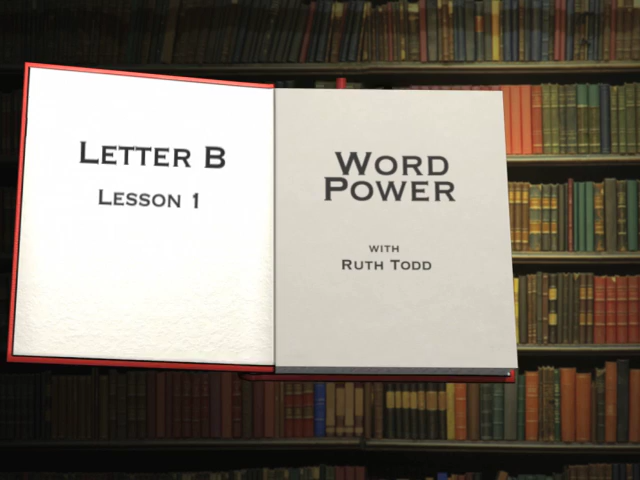 LETTER B
LESSON 1
WORD
POWER
WITH
RUTH TODD